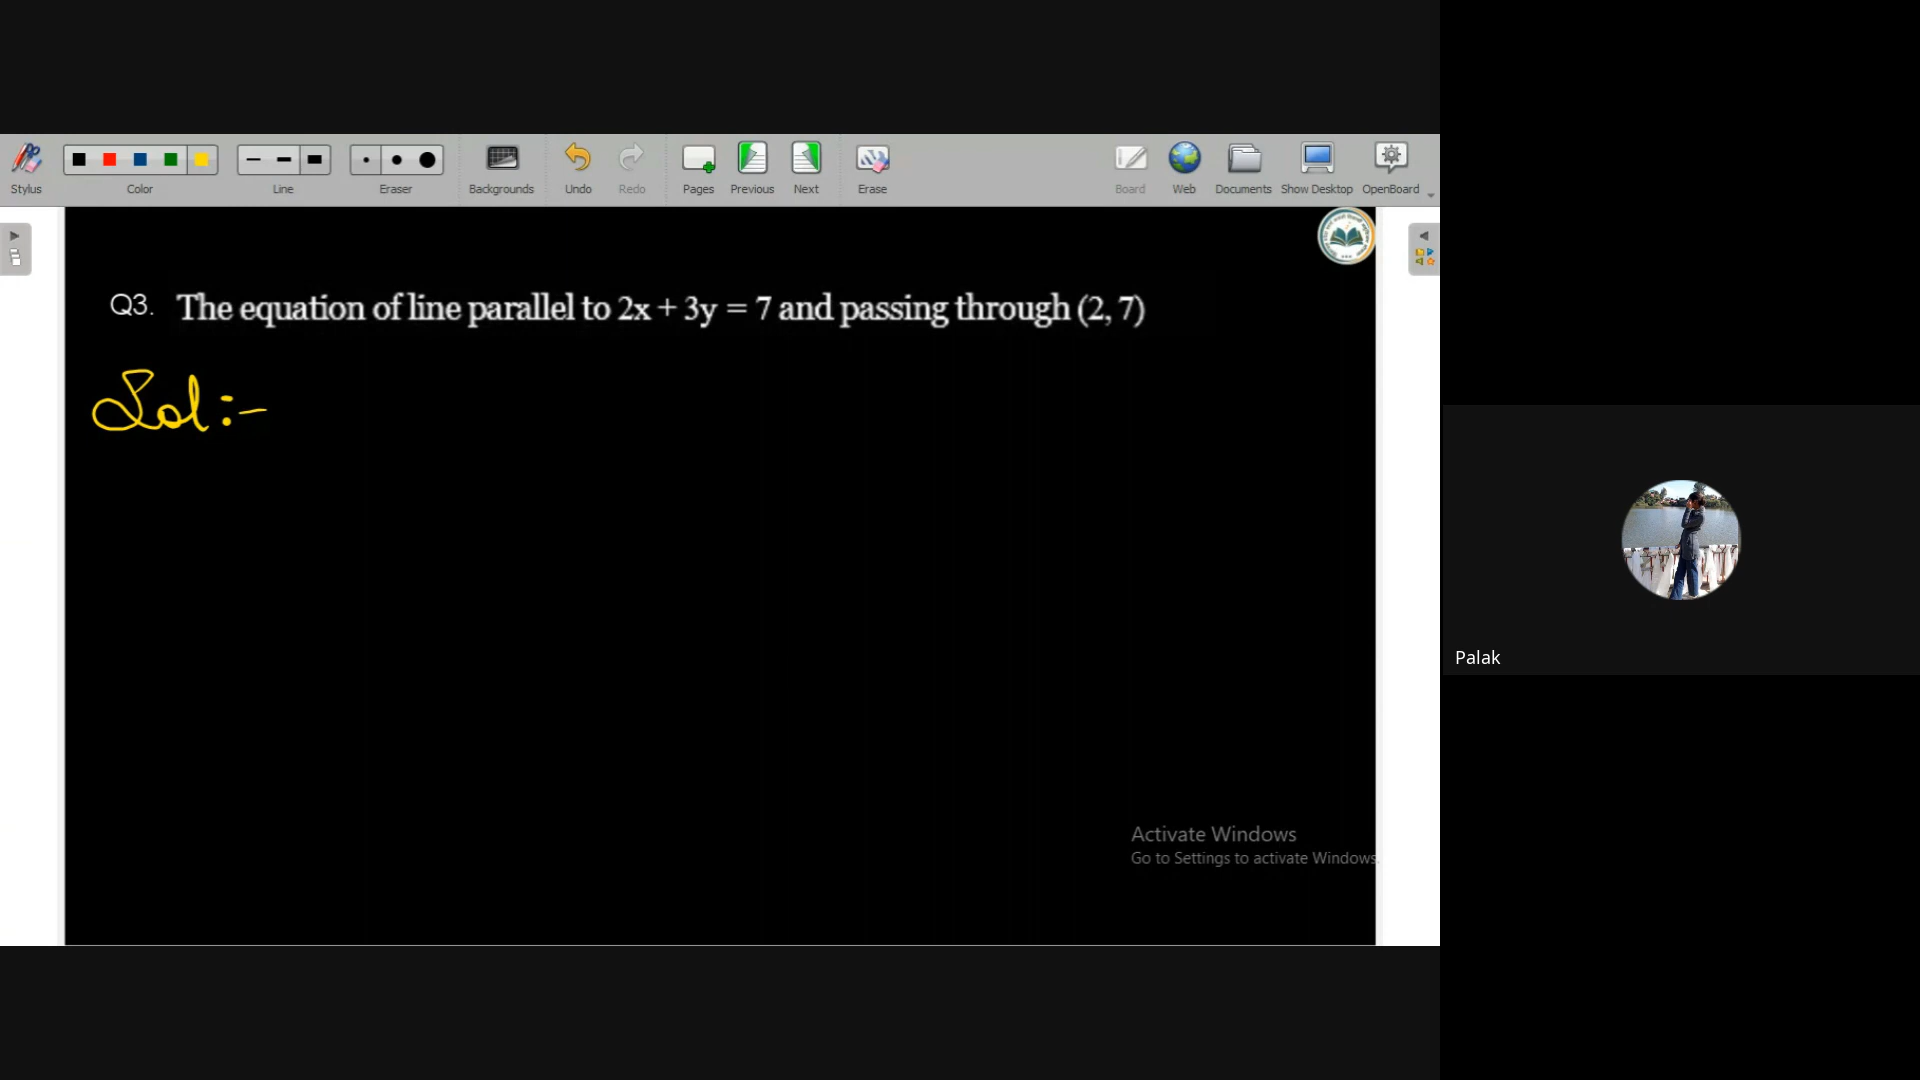 Stylus
Color
Line
Eraser
Backgrounds
Undo
Redo
Pages
Previous
Next
Erase
Board
Web
Documents
Show Desktop
OpenBoard
Q3. The equation of line parallel to 2x + 3y = 7 and passing through (2, 7)
Sol :-
Palak
Activate Windows
Go to Settings to activate Windows.